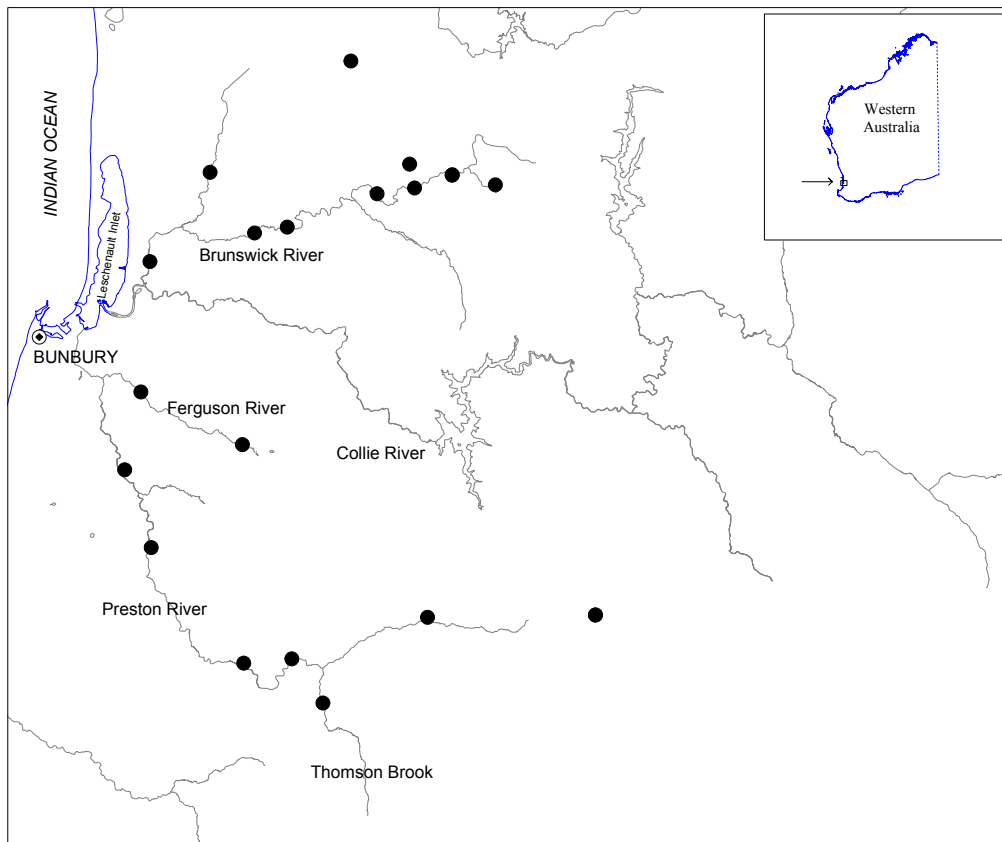 INDIAN OCEAN
Western
Australia
Leschenault Inlet
Brunswick River
BUNBURY
Ferguson River
Collie River
Preston River
Thomson Brook